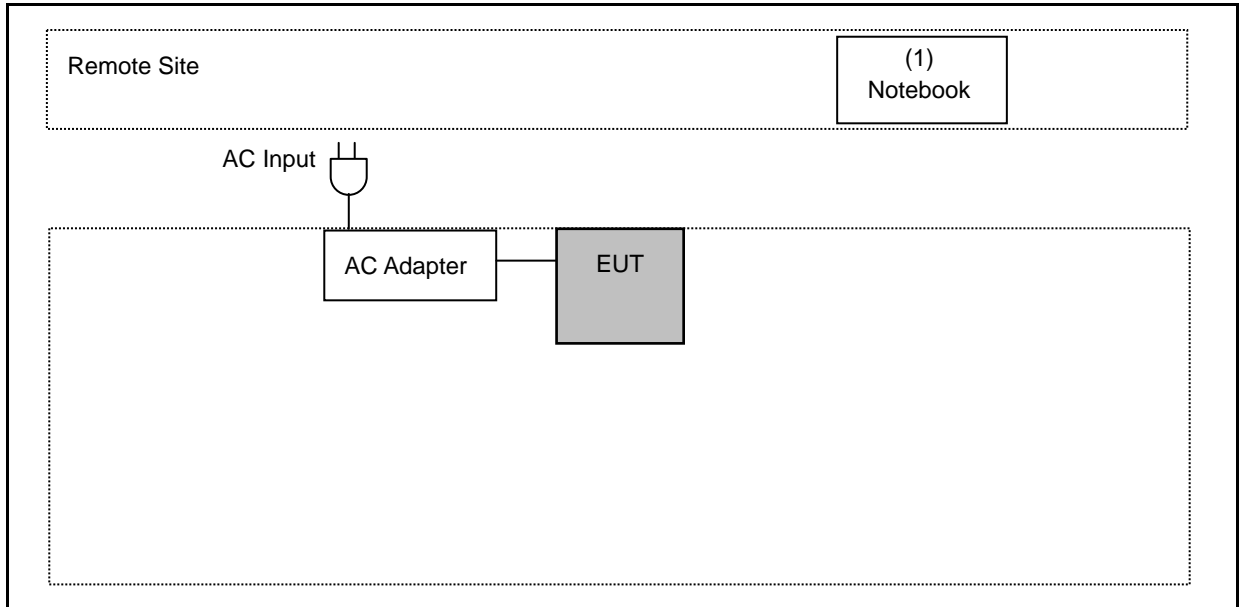 Remote Site
(1)
Notebook
AC Input
AC Adapter
EUT